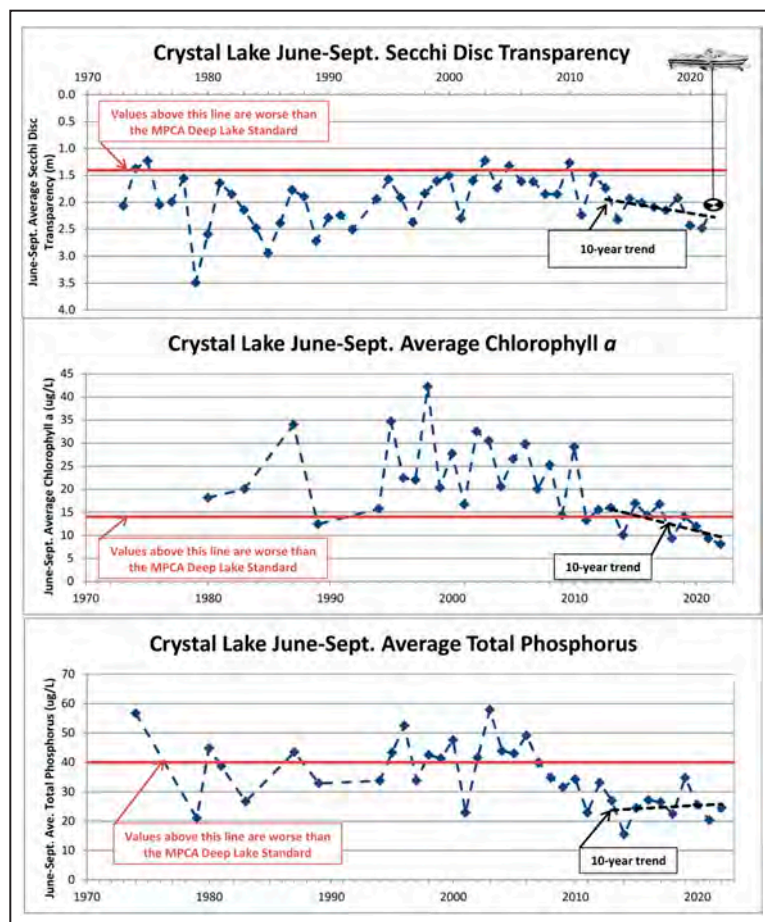 Crystal Lake June-Sept. Secchi Disc Transparency
1970 1980 1990 2000 2010 2020
0.0
0.5
1.0
1.5
2.0
2.5
3.0
3.5
4.0
June-Sept. Average Secchi Disc
Transparency (m)
Values above this line are worse than
the MPCA Deep Lake Standard
10-year trend
Crystal Lake June-Sept. Average Chlorophyll a
45
40
35
30
25
20
15
10
5
0
June-Sept. Average Chlorophyll a (ug/L)
Values above this line are worse than
the MPCA Deep Lake Standard
10-year trend
1970 1980 1990 2000 2010 2020
Crystal Lake June-Sept. Average Total Phosphorus
70
60
50
40
30
20
10
0
June-Sept. Ave. Total Phosphorus (ug/L)
Values above this line are worse than
the MPCA Deep Lake Standard
10-year trend
1970 1980 1990 2000 2010 2020